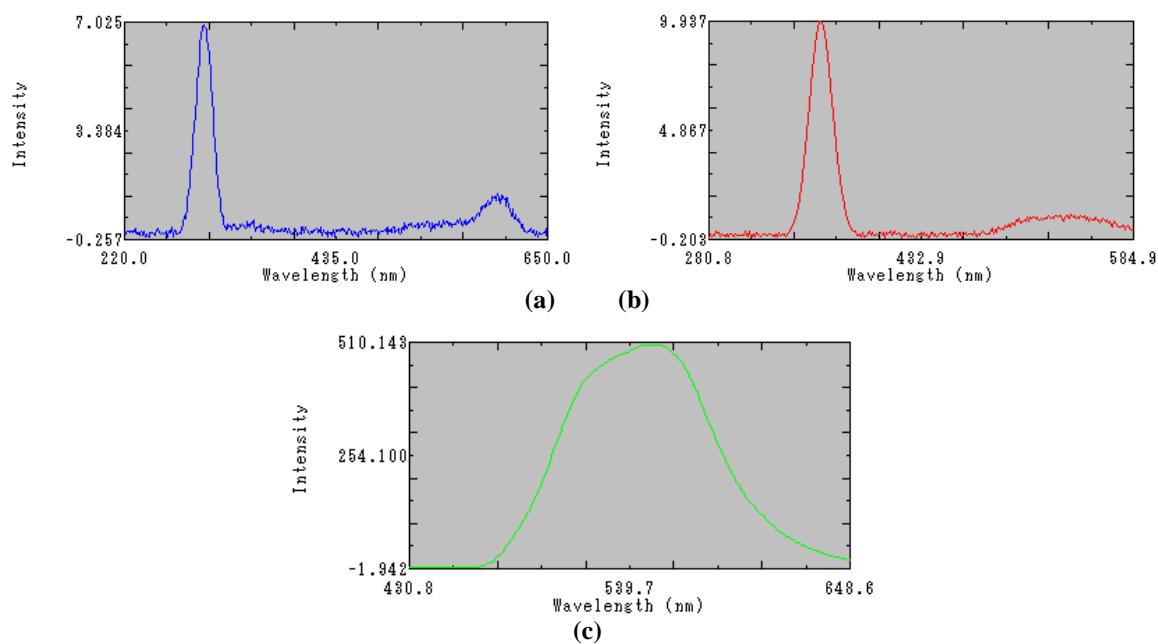 7.025
Intensity
3.384
-0.257
220.0
435.0
650.0
Wavelength (nm)
(a)
9.937
Intensity
4.867
-0.203
280.8
432.9
584.9
Wavelength (nm)
(b)
510.143
Intensity
254.100
-1.942
430.8
539.7
648.6
Wavelength (nm)
(c)